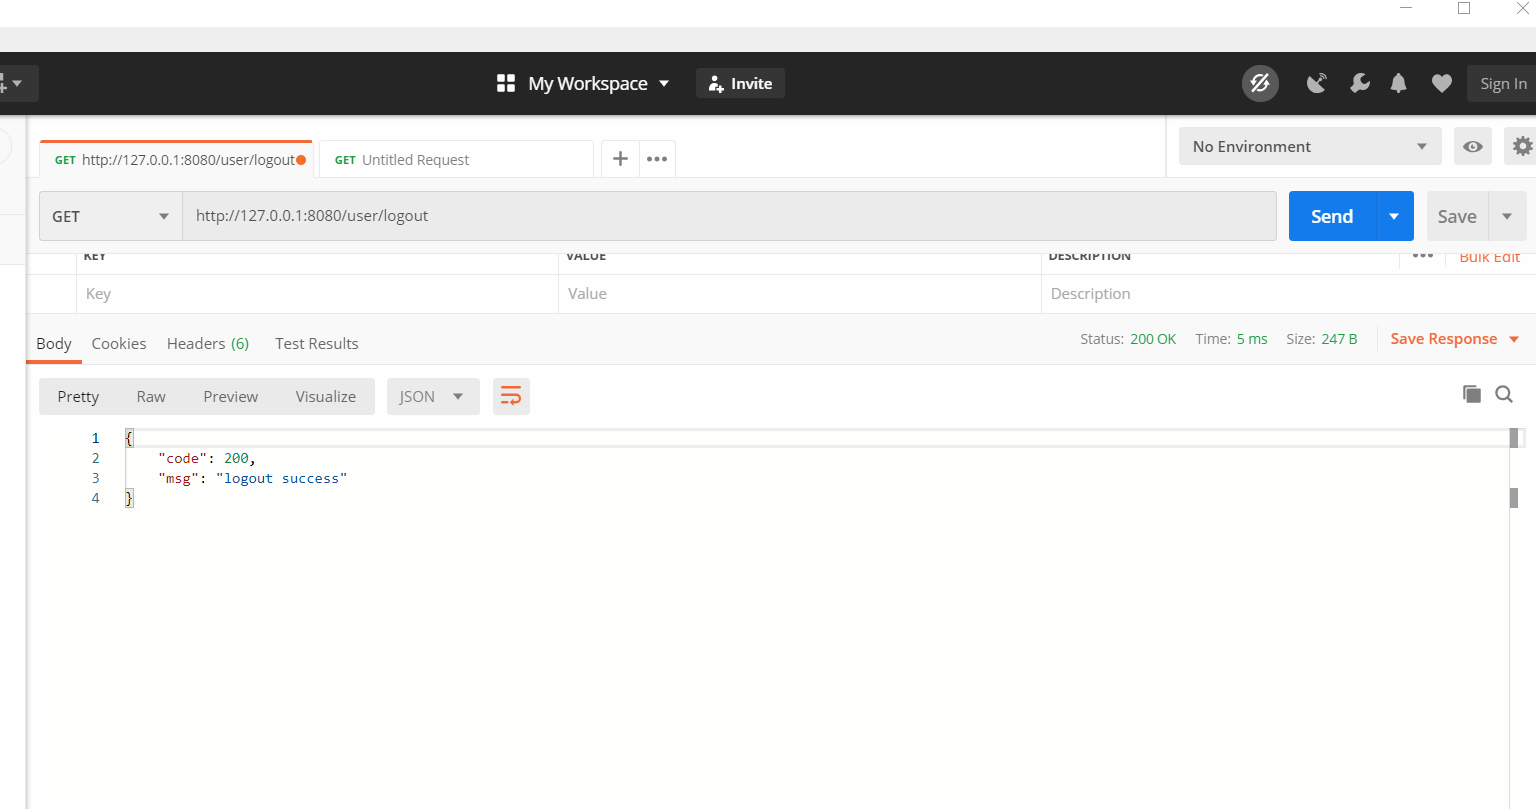 My Workspace Invite Sign In
GET http://127.0.0.1:8080/user/logout GET Untitled Request No Environment
GET http://127.0.0.1:8080/user/logout Send Save
KEY VALUE DESCRIPTION Bulk Edit
Key Value Description
Body Cookies Headers (6) Test Results Status: 200 OK Time: 5 ms Size: 247 B Save Response
Pretty Raw Preview Visualize JSON
1 {
2 "code": 200,
3 "msg": "logout success"
4 }